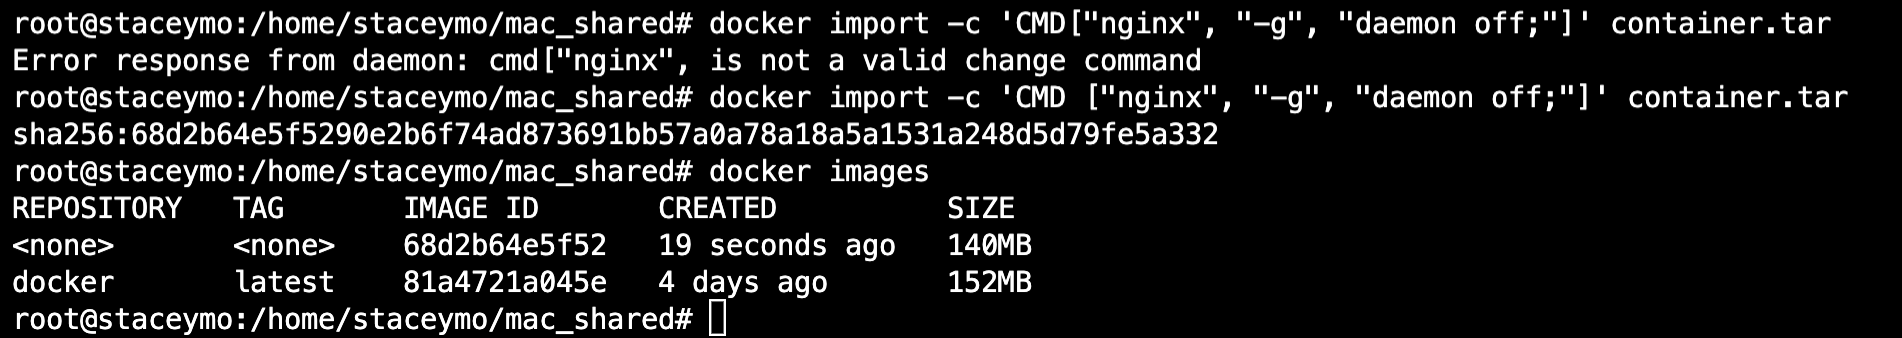 root@staceymo:/home/staceymo/mac_shared# docker import -c 'CMD["nginx", "-g", "daemon off;"]' container.tar
Error response from daemon: cmd["nginx", is not a valid change command
root@staceymo:/home/staceymo/mac_shared# docker import -c 'CMD ["nginx", "-g", "daemon off;"]' container.tar
sha256:68d2b64e5f5290e2b6f74ad873691bb57a0a78a18a5a1531a248d5d79fe5a332
root@staceymo:/home/staceymo/mac_shared# docker images
REPOSITORY   TAG       IMAGE ID       CREATED          SIZE
<none>       <none>    68d2b64e5f52   19 seconds ago   140MB
docker       latest    81a4721a045e   4 days ago       152MB
root@staceymo:/home/staceymo/mac_shared#